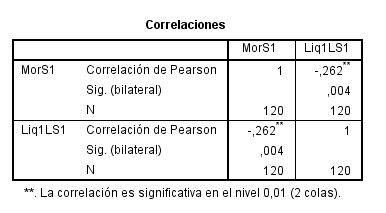 Correlaciones
MorS1 Liq1LS1
MorS1 Correlación de Pearson 1 -,262**
Sig. (bilateral) ,004
N 120 120
Liq1LS1 Correlación de Pearson -,262** 1
Sig. (bilateral) ,004
N 120 120
**. La correlación es significativa en el nivel 0,01 (2 colas).